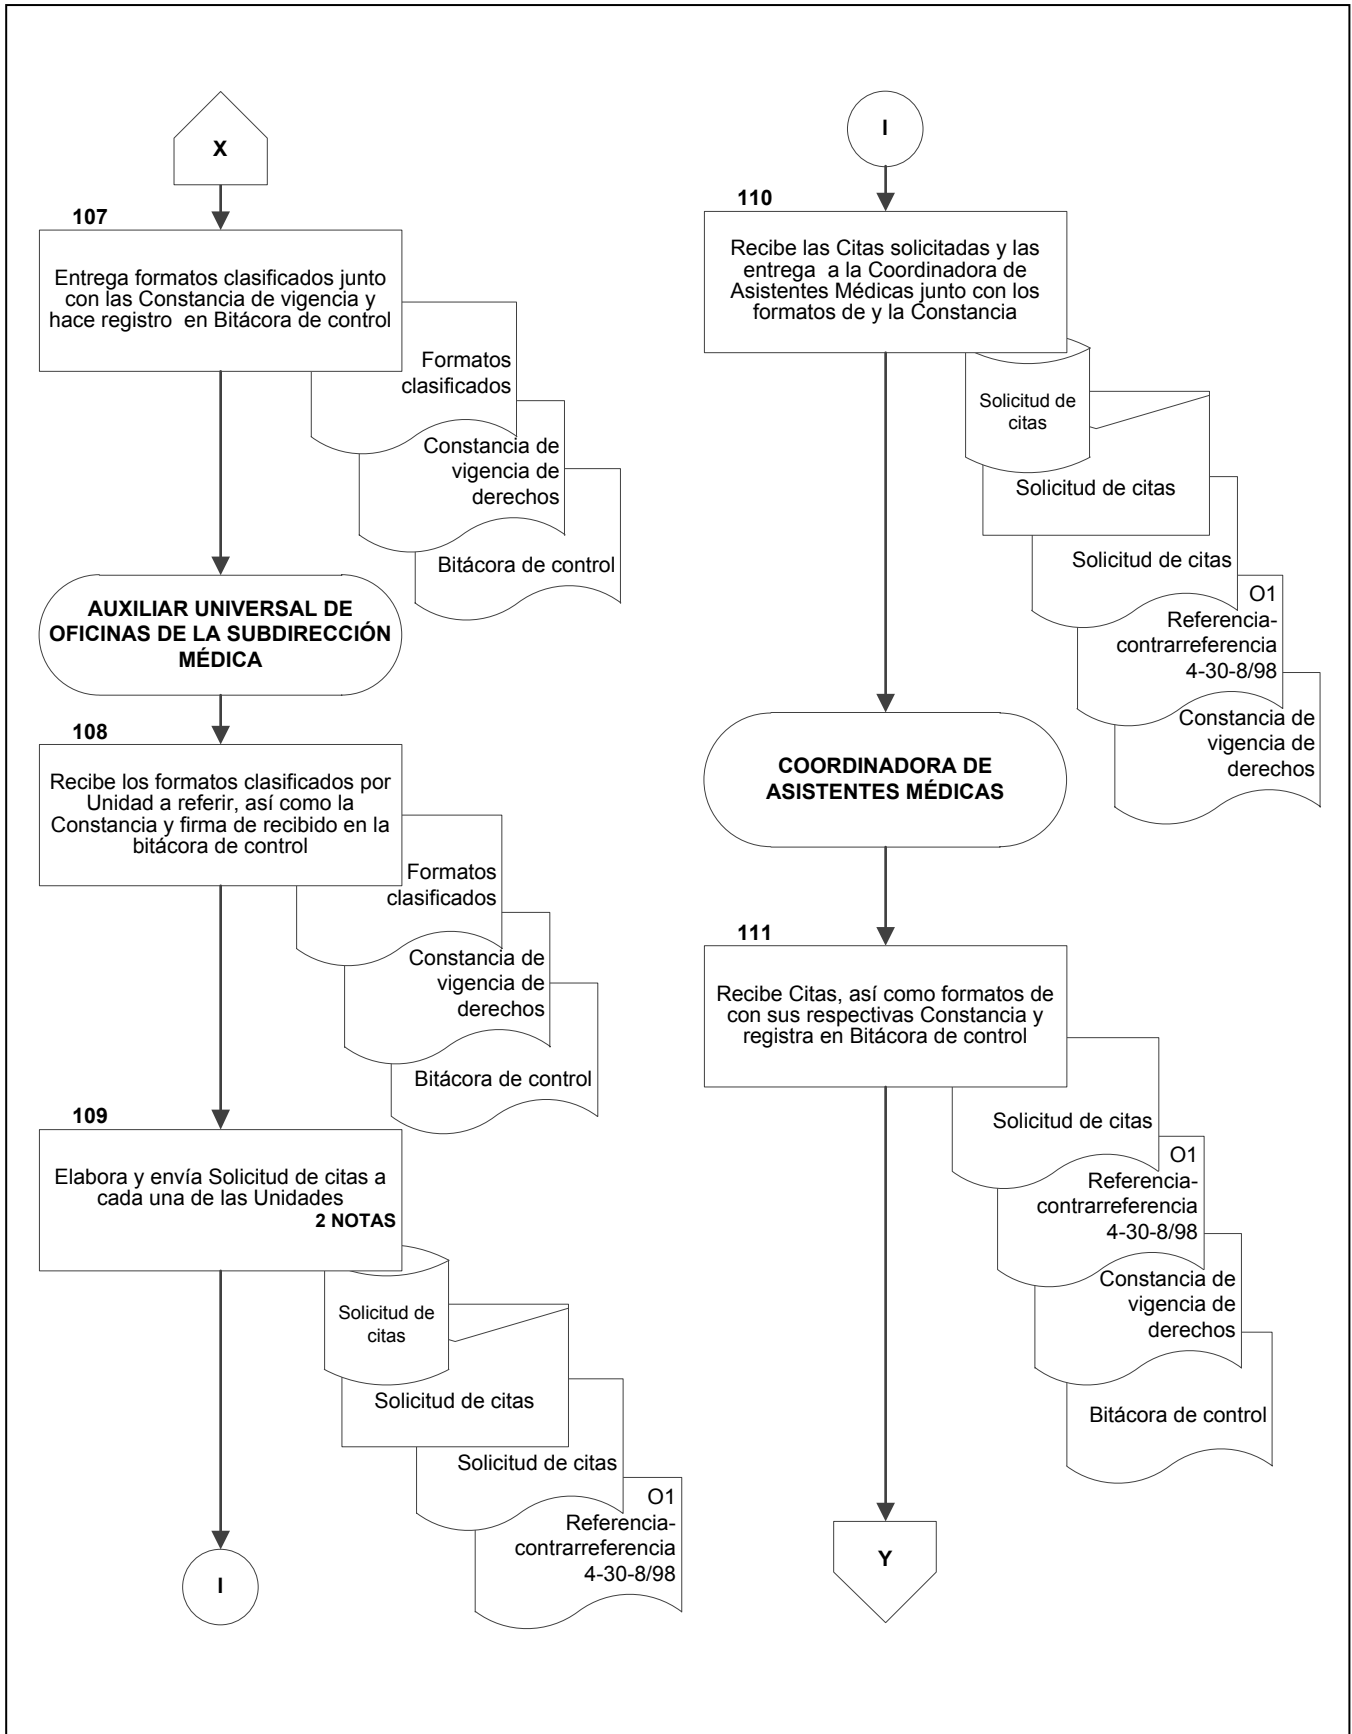 X
107
Entrega formatos clasificados junto
con las Constancia de vigencia y
hace registro en Bitácora de control
Formatos
clasificados
Constancia de
vigencia de
derechos
Bitácora de control
AUXILIAR UNIVERSAL DE
OFICINAS DE LA SUBDIRECCIÓN
MÉDICA
108
Recibe los formatos clasificados por
Unidad a referir, así como la
Constancia y firma de recibido en la
bitácora de control
Formatos
clasificados
Constancia de
vigencia de
derechos
Bitácora de control
109
Elabora y envía Solicitud de citas a
cada una de las Unidades
2 NOTAS
Solicitud de
citas
Solicitud de citas
Solicitud de citas
O1
Referencia-
contrarreferencia
4-30-8/98
I
I
110
Recibe las Citas solicitadas y las
entrega a la Coordinadora de
Asistentes Médicas junto con los
formatos de y la Constancia
Solicitud de
citas
Solicitud de citas
Solicitud de citas
O1
Referencia-
contrarreferencia
4-30-8/98
Constancia de
vigencia de
derechos
COORDINADORA DE
ASISTENTES MÉDICAS
111
Recibe Citas, así como formatos de
con sus respectivas Constancia y
registra en Bitácora de control
Solicitud de citas
O1
Referencia-
contrarreferencia
4-30-8/98
Constancia de
vigencia de
derechos
Bitácora de control
Y